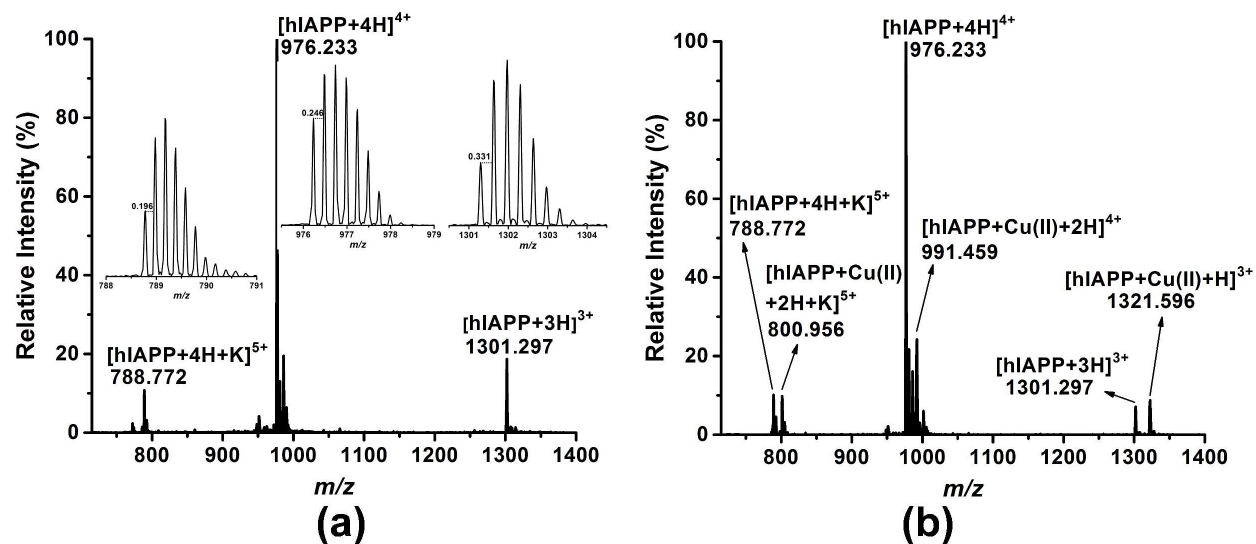 [hIAPP+4H]4+
976.233
100
80
60
40
20
0
Relative Intensity (%)
0.196
788 789 790 791
m/z
0.246
976 977 978 979
m/z
0.331
1301 1302 1303 1304
m/z
[hIAPP+4H+K]5+
788.772
[hIAPP+3H]3+
1301.297
800 900 1000 1100 1200 1300 1400
m/z
(a)
[hIAPP+4H]4+
976.233
100
80
60
40
20
0
Relative Intensity (%)
[hIAPP+4H+K]5+
788.772
[hIAPP+Cu(II)
+2H+K]5+
800.956
[hIAPP+Cu(II)+2H]4+
991.459
[hIAPP+Cu(II)+H]3+
1321.596
[hIAPP+3H]3+
1301.297
800 900 1000 1100 1200 1300 1400
m/z
(b)